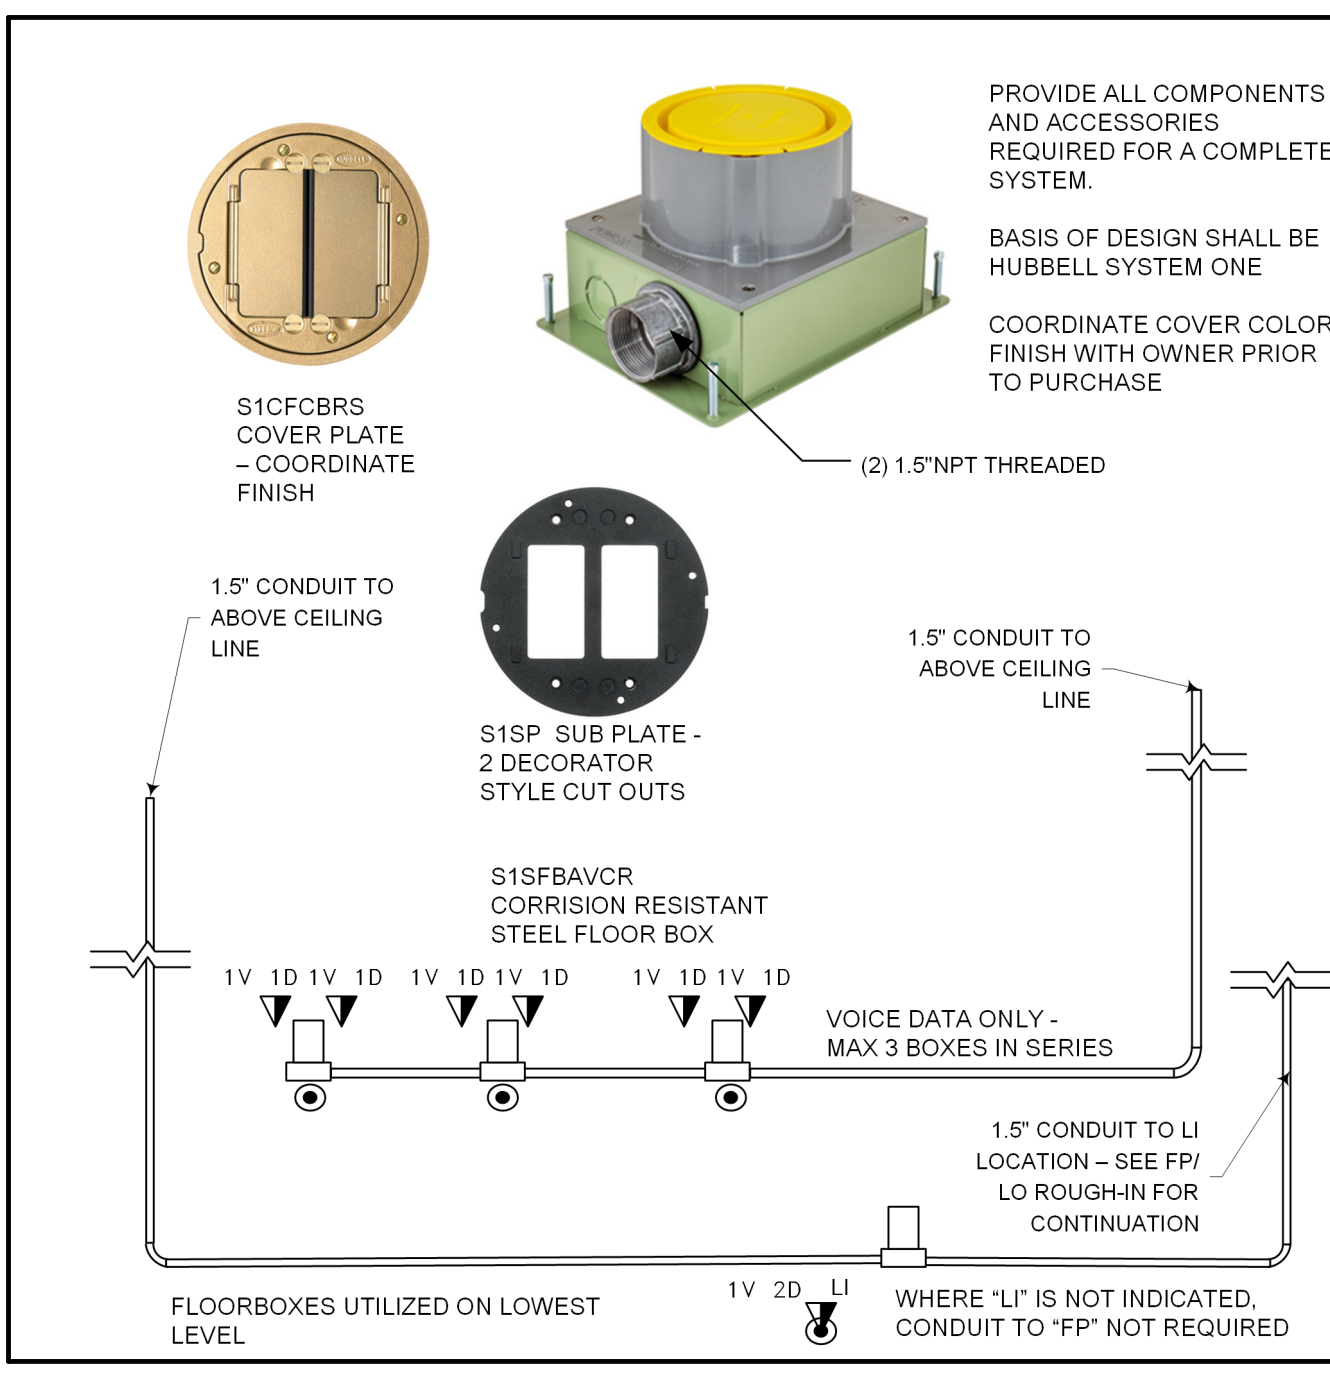 PROVIDE ALL COMPONENTS
AND ACCESSORIES
REQUIRED FOR A COMPLETE
SYSTEM.
BASIS OF DESIGN SHALL BE
HUBBELL SYSTEM ONE
COORDINATE COVER COLOR
FINISH WITH OWNER PRIOR
TO PURCHASE
HUBBELL
S1CFCBRS
COVER PLATE
– COORDINATE
FINISH
(2) 1.5"NPT THREADED
1.5" CONDUIT TO
ABOVE CEILING
LINE
S1SP SUB PLATE -
2 DECORATOR
STYLE CUT OUTS
1.5" CONDUIT TO
ABOVE CEILING
LINE
S1SFBAVCR
CORRISION RESISTANT
STEEL FLOOR BOX
1V 1D 1V 1D 1V 1D 1V 1D 1V 1D 1V 1D
VOICE DATA ONLY -
MAX 3 BOXES IN SERIES
1.5" CONDUIT TO LI
LOCATION – SEE FP/
LO ROUGH-IN FOR
CONTINUATION
1V 2D LI
FLOORBOXES UTILIZED ON LOWEST
LEVEL
WHERE “LI” IS NOT INDICATED,
CONDUIT TO “FP” NOT REQUIRED